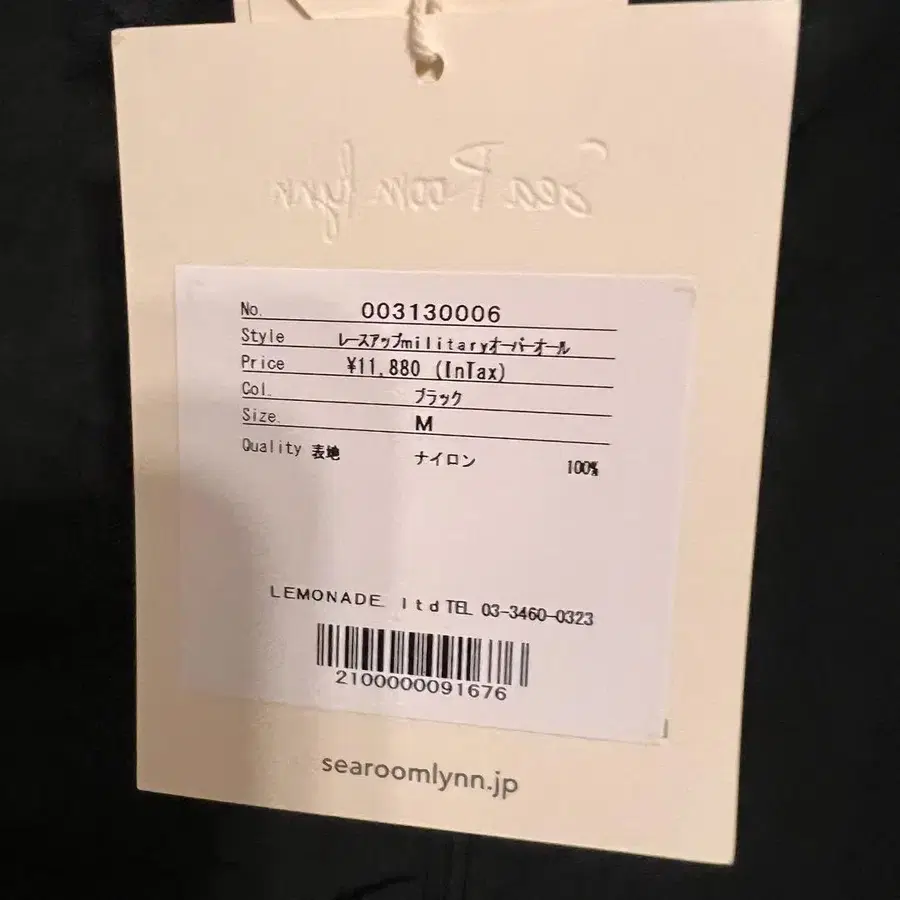 Sea Room lynn
No. 003130006
Style レースアップmilitaryオーバーオール
Price ¥11,880 (InTax)
Col. ブラック
Size M
Quality 表地 ナイロン 100%
LEMONADE ltd TEL 03-3460-0323
2100000091676
searoomlynn.jp